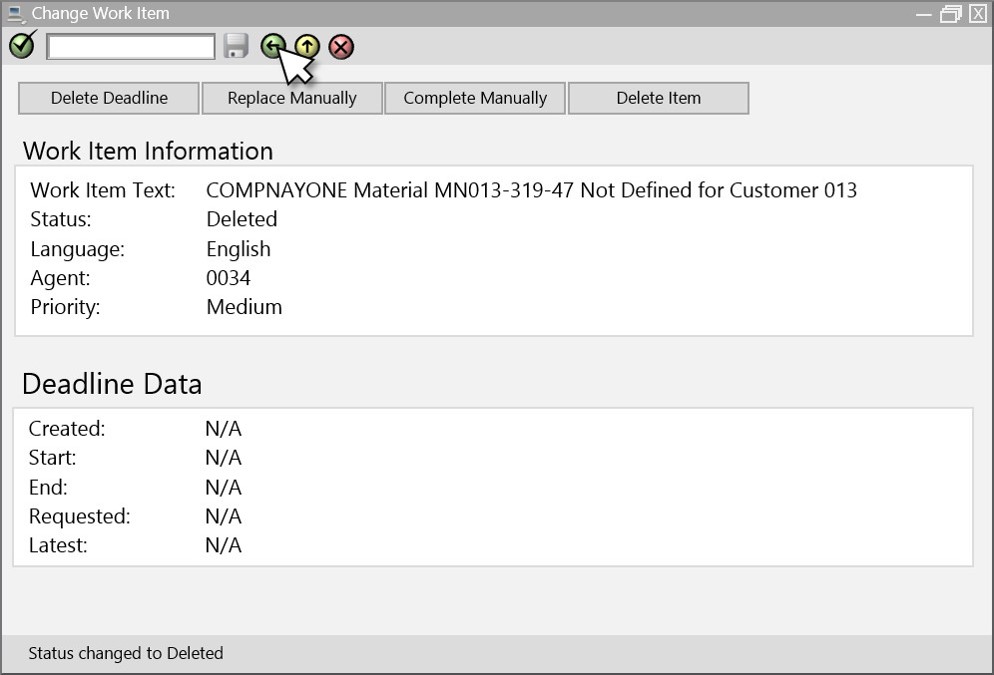 Change Work Item
Delete Deadline Replace Manually Complete Manually Delete Item
Work Item Information
Work Item Text: COMPNAYONE Material MN013-319-47 Not Defined for Customer 013
Status: Deleted
Language: English
Agent: 0034
Priority: Medium
Deadline Data
Created: N/A
Start: N/A
End: N/A
Requested: N/A
Latest: N/A
Status changed to Deleted